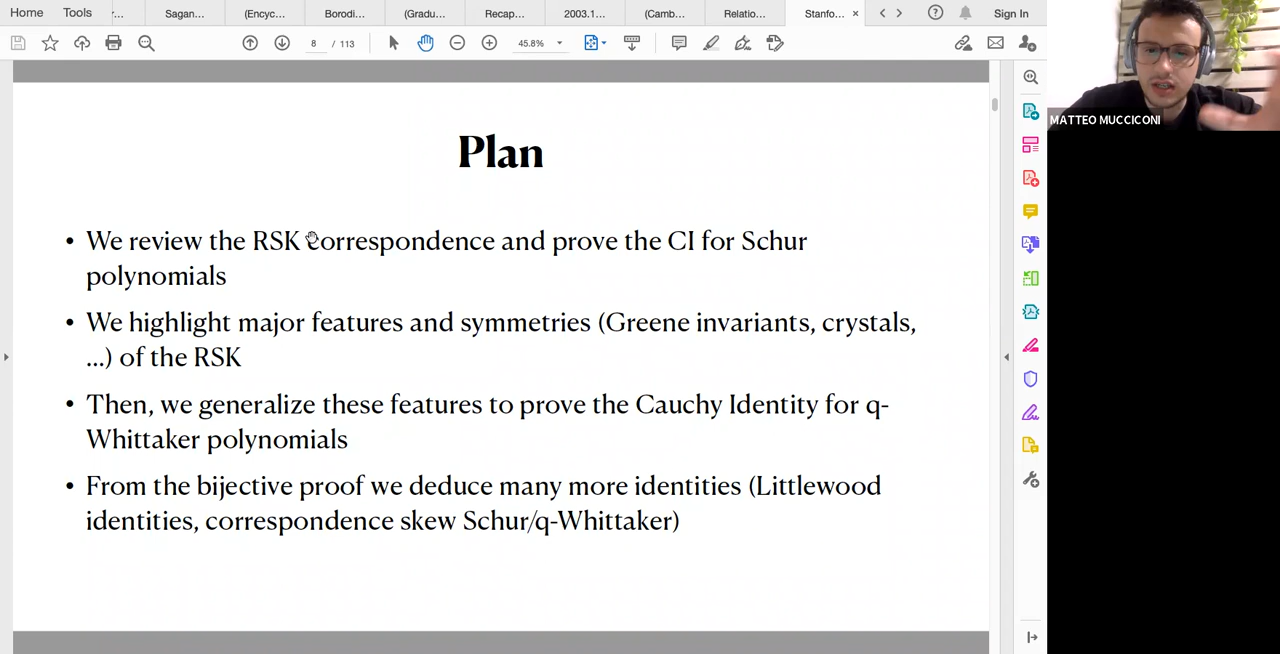 Home Tools r... Sagan... (Encyc... Borodi... (Gradu... Recap... 2003.1... (Camb... Relatio... Stanfo... × Sign In
8 / 113 45.8%
MATTEO MUCCICONI
Plan
• We review the RSK correspondence and prove the CI for Schur
polynomials
• We highlight major features and symmetries (Greene invariants, crystals,
...) of the RSK
• Then, we generalize these features to prove the Cauchy Identity for q-
Whittaker polynomials
• From the bijective proof we deduce many more identities (Littlewood
identities, correspondence skew Schur/q-Whittaker)